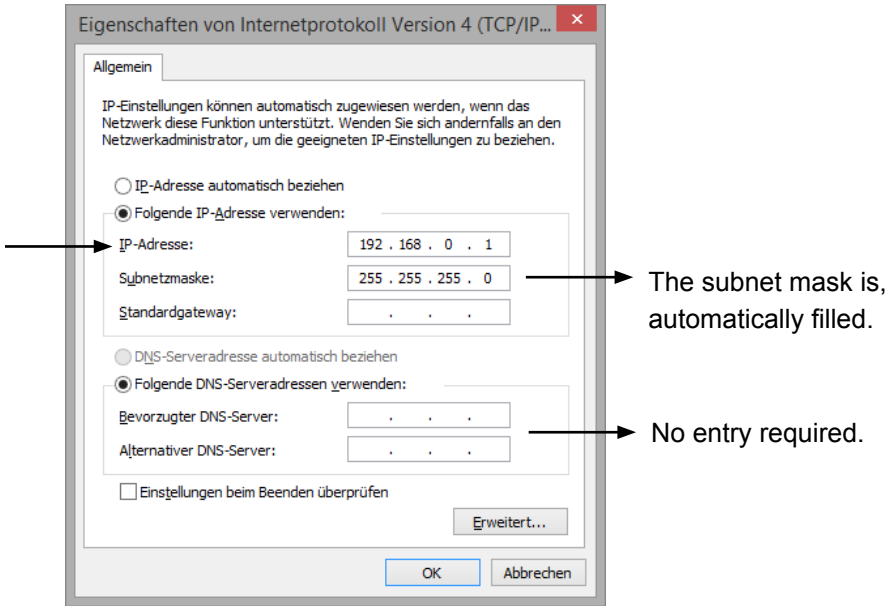 Eigenschaften von Internetprotokoll Version 4 (TCP/IP...
Allgemein
IP-Einstellungen können automatisch zugewiesen werden, wenn das
Netzwerk diese Funktion unterstützt. Wenden Sie sich andernfalls an den
Netzwerkadministrator, um die geeigneten IP-Einstellungen zu beziehen.
IP-Adresse automatisch beziehen
Folgende IP-Adresse verwenden:
IP-Adresse: 192 . 168 . 0 . 1
Subnetzmaske: 255 . 255 . 255 . 0
The subnet mask is,
automatically filled.
Standardgateway: . . .
DNS-Serveradresse automatisch beziehen
Folgende DNS-Serveradressen verwenden:
Bevorzugter DNS-Server: . . .
No entry required.
Alternativer DNS-Server: . . .
Einstellungen beim Beenden überprüfen
Erweitert...
OK Abbrechen